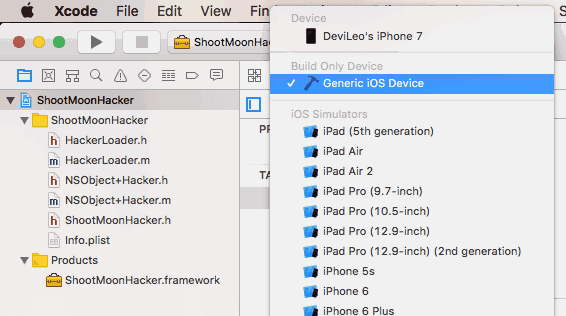 Xcode File Edit View Fin
ShootMoonHac
Device
DeviLeo's iPhone 7
Build Only Device
✓ Generic iOS Device
iOS Simulators
iPad (5th generation)
iPad Air
iPad Air 2
iPad Pro (9.7-inch)
iPad Pro (10.5-inch)
iPad Pro (12.9-inch)
iPad Pro (12.9-inch) (2nd generation)
iPhone 5s
iPhone 6
iPhone 6 Plus
ShootMoonHacker
ShootMoonHacker
h HackerLoader.h
m HackerLoader.m
h NSObject+Hacker.h
m NSObject+Hacker.m
h ShootMoonHacker.h
Info.plist
Products
ShootMoonHacker.framework
PR
TA